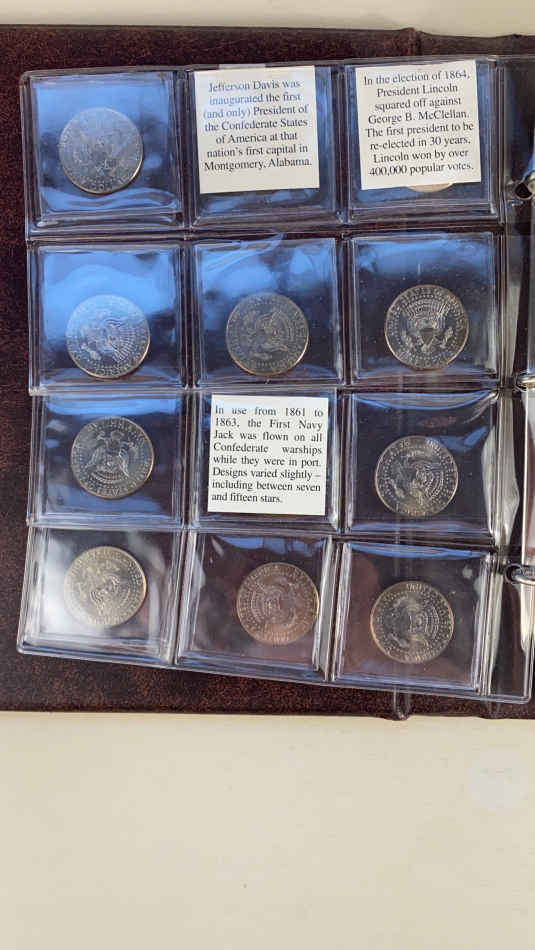 Jefferson Davis was
inaugurated the first
(and only) President of
the Confederate States
of America at that
nation's first capital in
Montgomery, Alabama.
In the election of 1864,
President Lincoln
squared off against
George B. McClellan.
The first president to be
re-elected in 30 years,
Lincoln won by over
400,000 popular votes.
In use from 1861 to
1863, the First Navy
Jack was flown on all
Confederate warships
while they were in port.
Designs varied slightly –
including between seven
and fifteen stars.